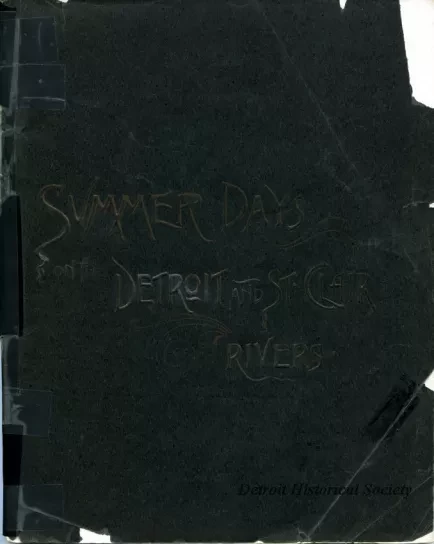 SUMMER DAYS
ON THE
DETROIT AND ST. CLAIR
RIVERS
Detroit Historical Society